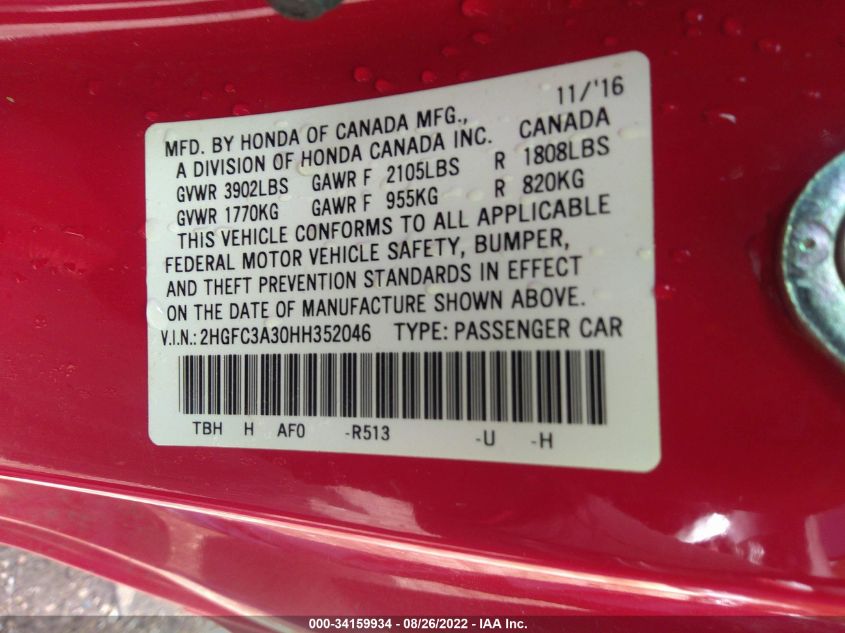 11/'16
MFD. BY HONDA OF CANADA MFG.,
A DIVISION OF HONDA CANADA INC. CANADA
GVWR 3902LBS GAWR F 2105LBS R 1808LBS
GVWR 1770KG GAWR F 955KG R 820KG
THIS VEHICLE CONFORMS TO ALL APPLICABLE
FEDERAL MOTOR VEHICLE SAFETY, BUMPER,
AND THEFT PREVENTION STANDARDS IN EFFECT
ON THE DATE OF MANUFACTURE SHOWN ABOVE.
V.I.N.: 2HGFC3A30HH352046 TYPE: PASSENGER CAR
TBH H AF0 -R513 -U -H
000-34159934 - 08/26/2022 - IAA Inc.